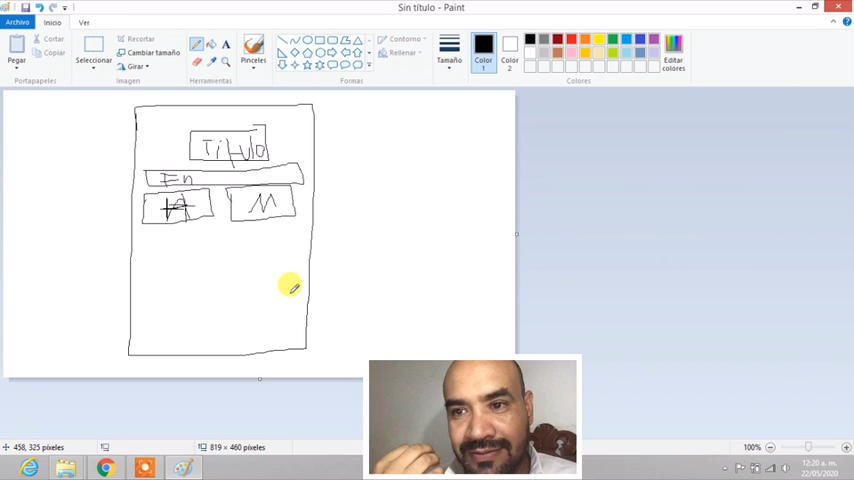 Sin título - Paint
Archivo Inicio Ver
Pegar
Cortar
Copiar
Portapapeles
Seleccionar
Recortar
Cambiar tamaño
Girar
Imagen
A
Herramientas
Pinceles
Contorno
Rellenar
Formas
Tamaño
Color 1
Color 2
Editar colores
Colores
Título
En
M
458, 325 píxeles
819 × 460 píxeles
100%
12:20 a. m.
22/05/2020